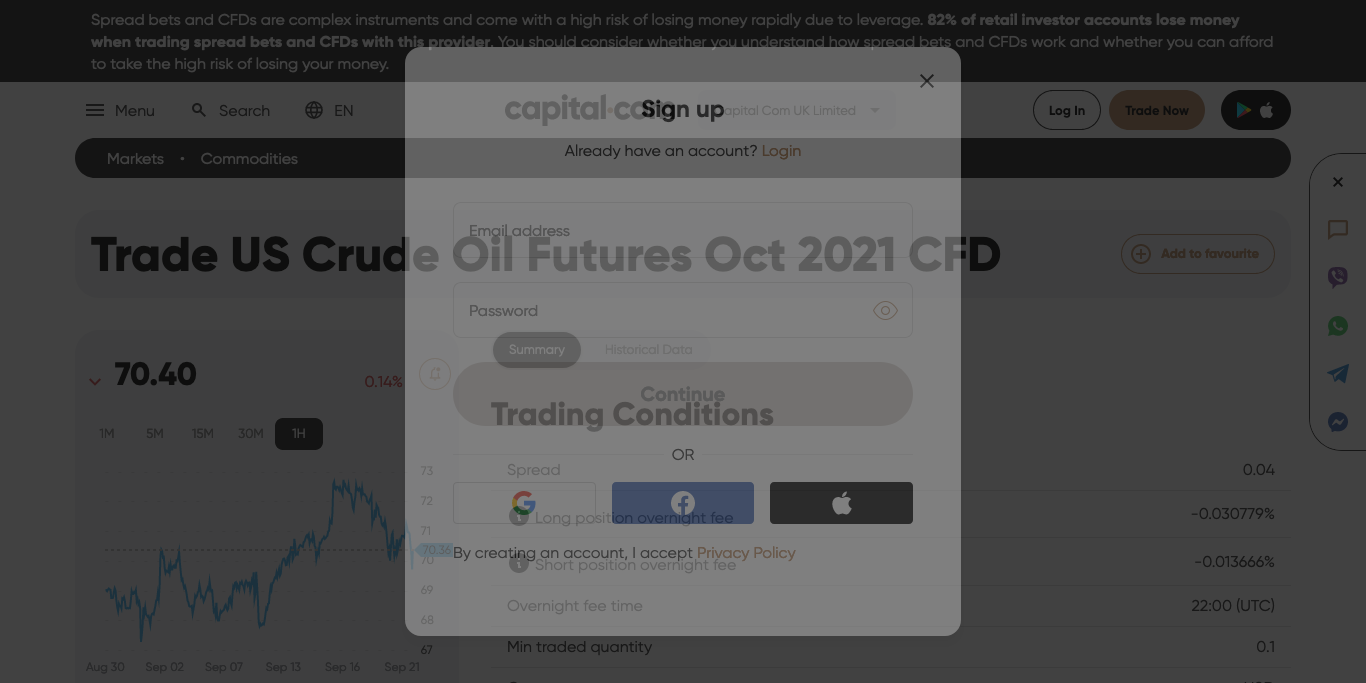 Spread bets and CFDs are complex instruments and come with a high risk of losing money rapidly due to leverage. 82% of retail investor accounts lose money
when trading spread bets and CFDs with this provider. You should consider whether you understand how spread bets and CFDs work and whether you can afford
to take the high risk of losing your money.
Menu
Search
EN
capital.com
Capital Com UK Limited
Log In
Trade Now
Markets • Commodities
Sign up
Already have an account? Login
Email address
Password
Continue
OR
By creating an account, I accept Privacy Policy
Trade US Crude Oil Futures Oct 2021 CFD
Add to favourite
70.40
0.14%
1M 5M 15M 30M 1H
73
72
71
70.36
70
69
68
67
Aug 30 Sep 02 Sep 07 Sep 13 Sep 16 Sep 21
Summary
Historical Data
Trading Conditions
Spread 0.04
Long position overnight fee -0.030779%
Short position overnight fee -0.013666%
Overnight fee time 22:00 (UTC)
Min traded quantity 0.1